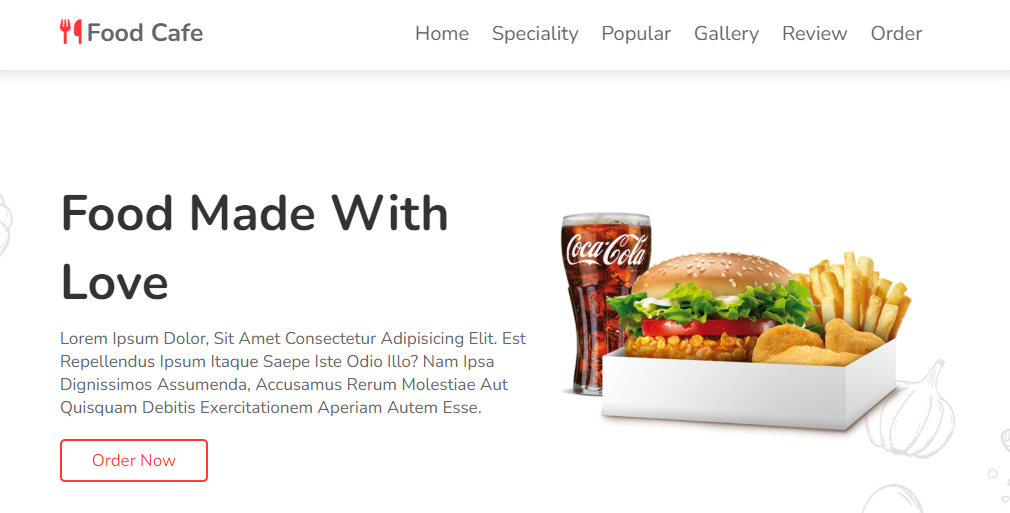 Food Cafe
Home Speciality Popular Gallery Review Order
Food Made With
Love
Coca-Cola
Lorem Ipsum Dolor, Sit Amet Consectetur Adipisicing Elit. Est
Repellendus Ipsum Itaque Saepe Iste Odio Illo? Nam Ipsa
Dignissimos Assumenda, Accusamus Rerum Molestiae Aut
Quisquam Debitis Exercitationem Aperiam Autem Esse.
Order Now